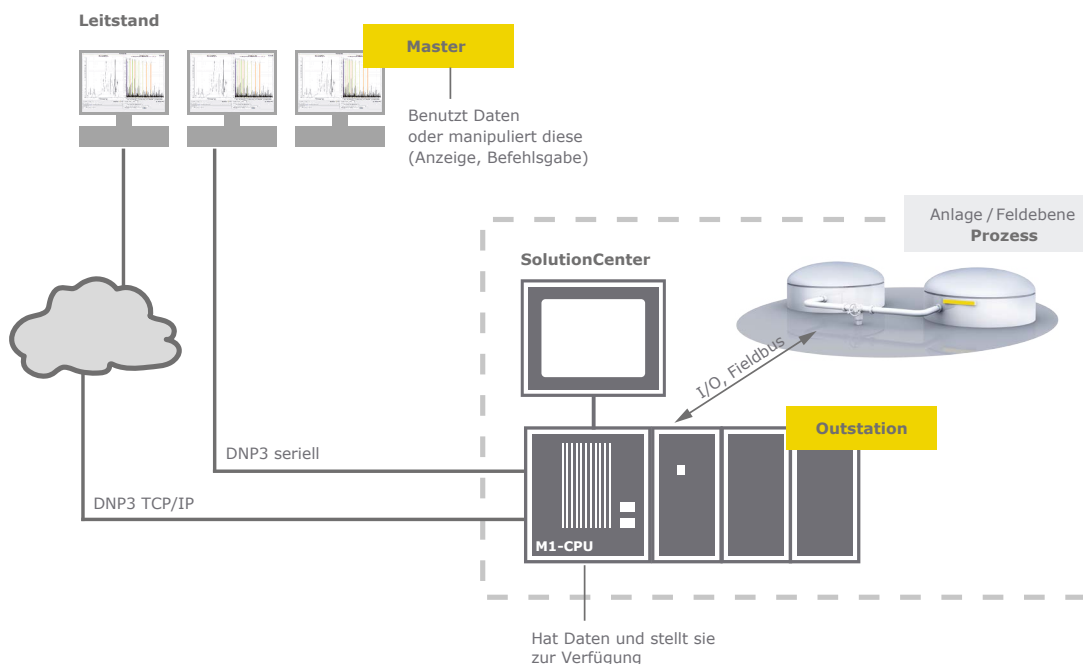 Leitstand
Master
Benutzt Daten
oder manipuliert diese
(Anzeige, Befehlsgabe)
Anlage / Feldebene
Prozess
SolutionCenter
I/O, Fieldbus
Outstation
DNP3 seriell
DNP3 TCP/IP
M1-CPU
Hat Daten und stellt sie
zur Verfügung